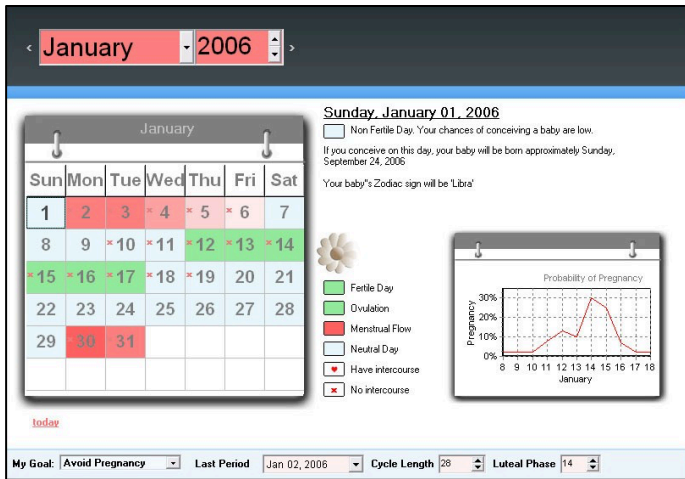 ‹ January 2006 ›
Sunday, January 01, 2006
Non Fertile Day. Your chances of conceiving a baby are low.
If you conceive on this day, your baby will be born approximately Sunday,
September 24, 2006
Your baby"s Zodiac sign will be 'Libra'
January
Sun Mon Tue Wed Thu Fri Sat
1 2 3 4 5 6 7
8 9 10 11 12 13 14
15 16 17 18 19 20 21
22 23 24 25 26 27 28
29 30 31
Fertile Day
Ovulation
Menstrual Flow
Neutral Day
Have intercourse
No intercourse
Probability of Pregnancy
Pregnancy
30%
20%
10%
0%
8 9 10 11 12 13 14 15 16 17 18
January
today
My Goal: Avoid Pregnancy Last Period Jan 02, 2006 Cycle Length 28 Luteal Phase 14